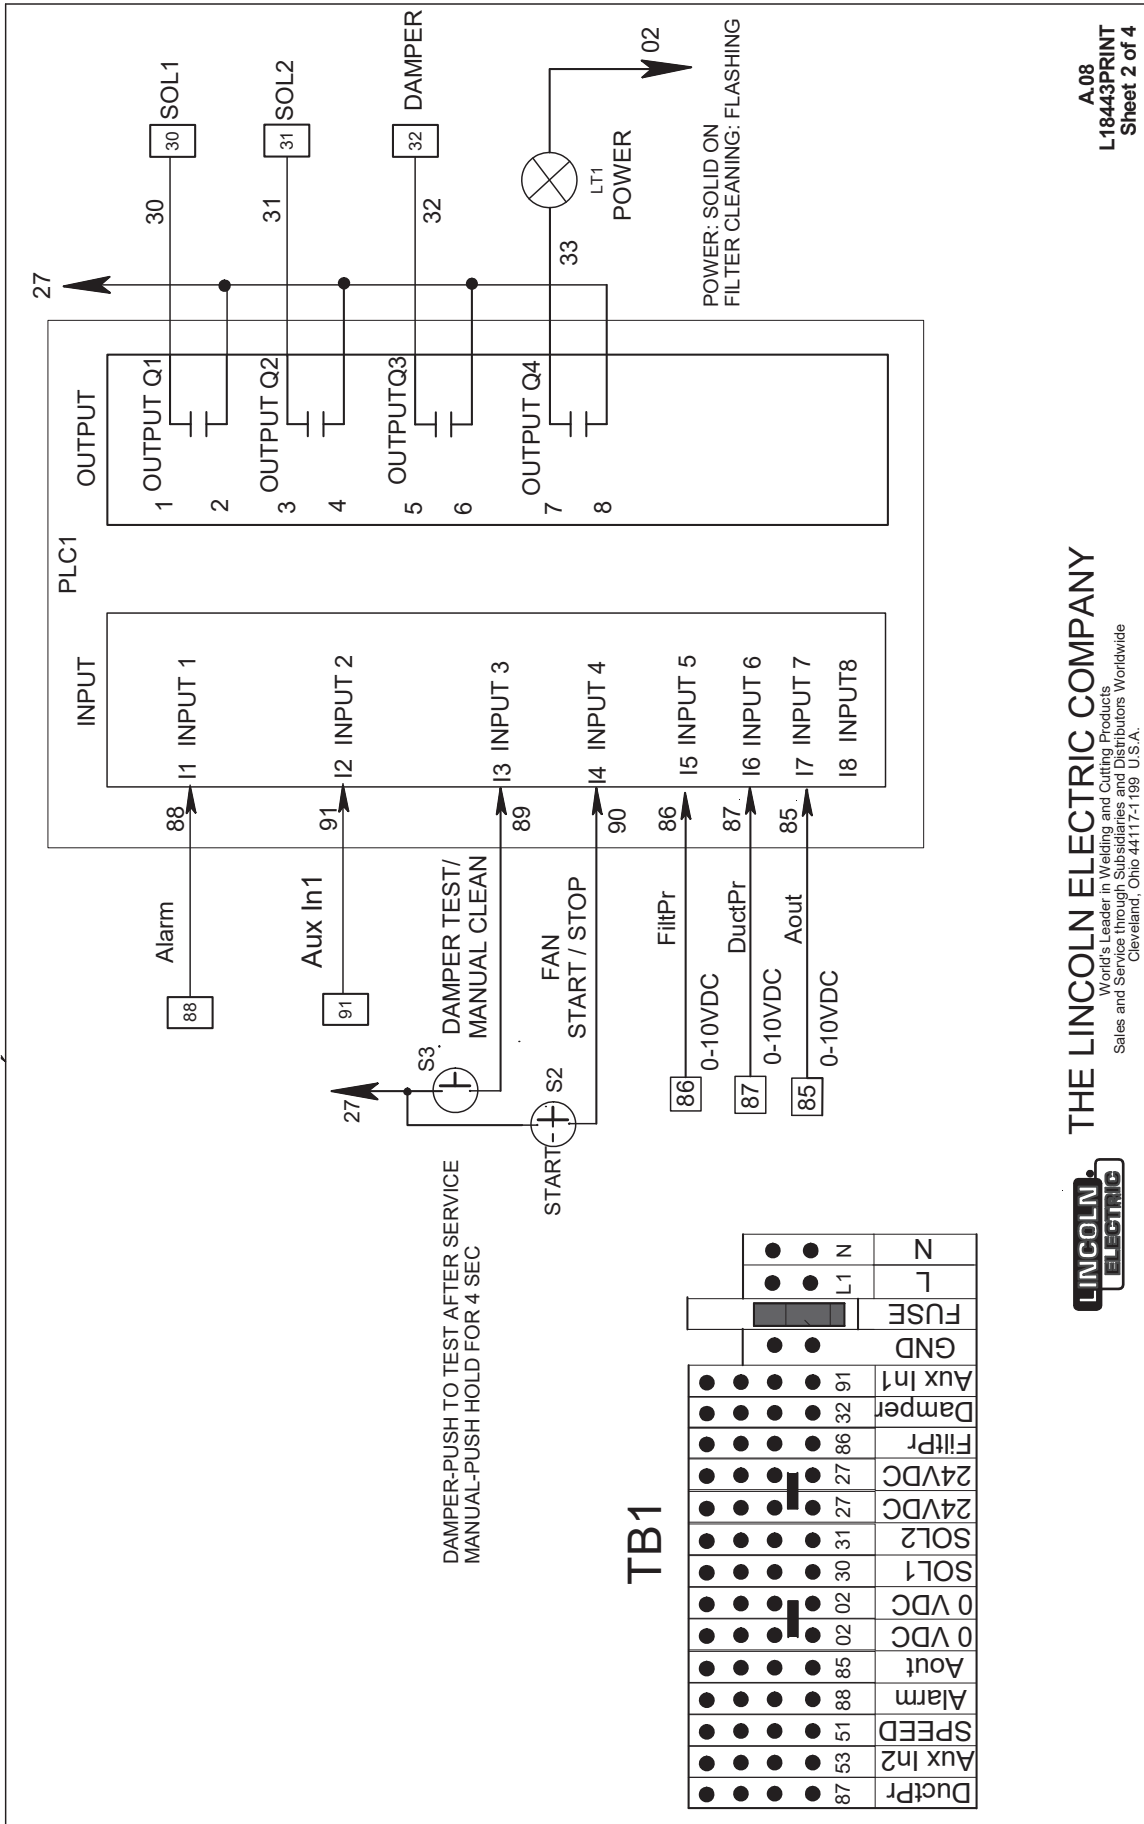 27
30
SOL1
30
31
SOL2
31
32
DAMPER
32
02
33
LT1
POWER
POWER: SOLID ON
FILTER CLEANING: FLASHING
PLC1
OUTPUT
OUTPUT Q1
1
2
OUTPUT Q2
3
4
OUTPUTQ3
5
6
OUTPUT Q4
7
8
INPUT
I1 INPUT 1
I2 INPUT 2
I3 INPUT 3
I4 INPUT 4
I5 INPUT 5
I6 INPUT 6
I7 INPUT 7
I8 INPUT8
88
Alarm
88
91
Aux In1
91
89
DAMPER TEST/
MANUAL CLEAN
S3
27
90
FAN
START / STOP
S2
START
86
FiltPr
0-10VDC
86
87
DuctPr
0-10VDC
87
85
Aout
0-10VDC
85
DAMPER-PUSH TO TEST AFTER SERVICE
MANUAL-PUSH HOLD FOR 4 SEC
TB1
87 DuctPr
53 Aux In2
51 SPEED
88 Alarm
85 Aout
02 0 VDC
02 0 VDC
30 SOL1
31 SOL2
27 24VDC
27 24VDC
86 FiltPr
32 Damper
91 Aux In1
GND
FUSE
L1 L
N N
LINCOLN
ELECTRIC
THE LINCOLN ELECTRIC COMPANY
World's Leader in Welding and Cutting Products
Sales and Service through Subsidiaries and Distributors Worldwide
Cleveland, Ohio 44117-1199 U.S.A.
A.08
L18443PRINT
Sheet 2 of 4